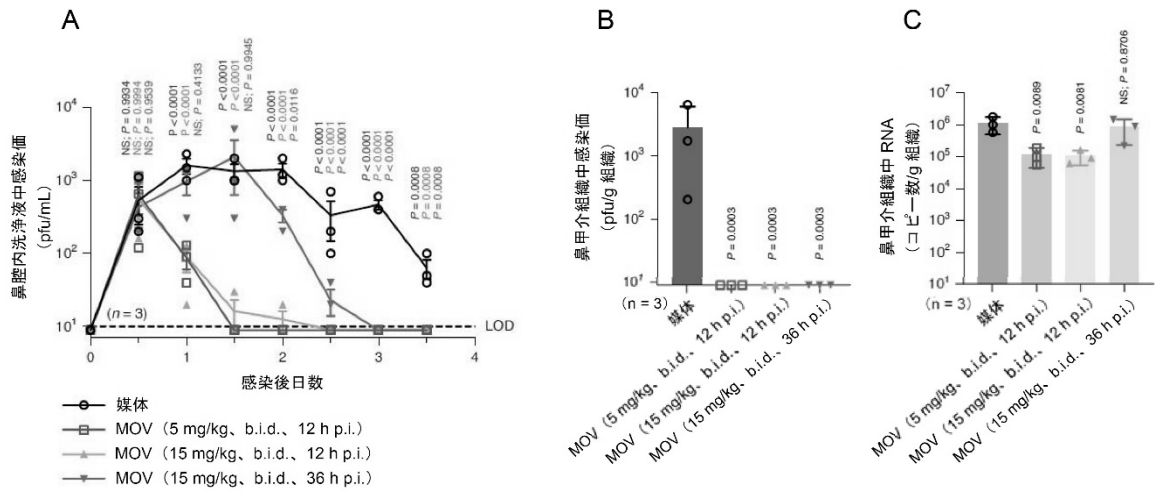 A
鼻腔内洗浄液中感染価
（pfu/mL）
10⁴
10³
10²
10¹
NS; P = 0.9934
NS; P = 0.9994
NS; P = 0.9539
P < 0.0001
P < 0.0001
NS; P = 0.4133
P < 0.0001
P < 0.0001
NS; P = 0.9945
P < 0.0001
P < 0.0001
P = 0.0116
P < 0.0001
P < 0.0001
P < 0.0001
P < 0.0001
P < 0.0001
P < 0.0001
P = 0.0008
P = 0.0008
P = 0.0008
(n = 3)
LOD
0 1 2 3 4
感染後日数
媒体
MOV（5 mg/kg、b.i.d.、12 h p.i.）
MOV（15 mg/kg、b.i.d.、12 h p.i.）
MOV（15 mg/kg、b.i.d.、36 h p.i.）
B
鼻甲介組織中感染価
（pfu/g 組織）
10⁴
10³
10²
10¹
P = 0.0003
P = 0.0003
P = 0.0003
（n = 3）
媒体
MOV（5 mg/kg、b.i.d.、12 h p.i.）
MOV（15 mg/kg、b.i.d.、12 h p.i.）
MOV（15 mg/kg、b.i.d.、36 h p.i.）
C
鼻甲介組織中 RNA
（コピー数/g 組織）
10⁷
10⁶
10⁵
10⁴
10³
10²
10¹
P = 0.0089
P = 0.0081
NS; P = 0.8706
（n = 3）
媒体
MOV（5 mg/kg、b.i.d.、12 h p.i.）
MOV（15 mg/kg、b.i.d.、12 h p.i.）
MOV（15 mg/kg、b.i.d.、36 h p.i.）